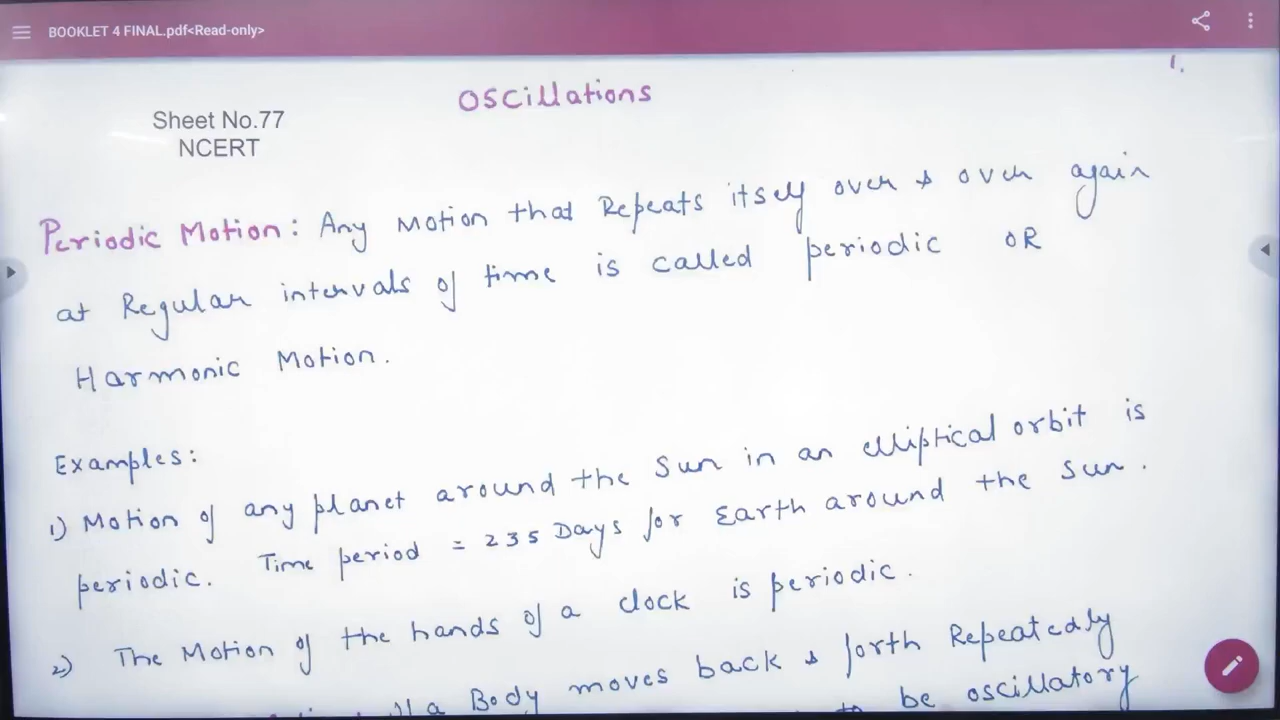 BOOKLET 4 FINAL.pdf<Read-only>
1.
Oscillations
Sheet No.77
NCERT
Periodic Motion: Any Motion that Repeats itself over & over again
at Regular intervals of time is called periodic OR
Harmonic Motion.
Examples:
1) Motion of any planet around the Sun in an elliptical orbit is
periodic. Time period = 235 Days for Earth around the Sun.
2) The Motion of the hands of a clock is periodic.
a Body moves back & forth Repeatedly
to be oscillatory